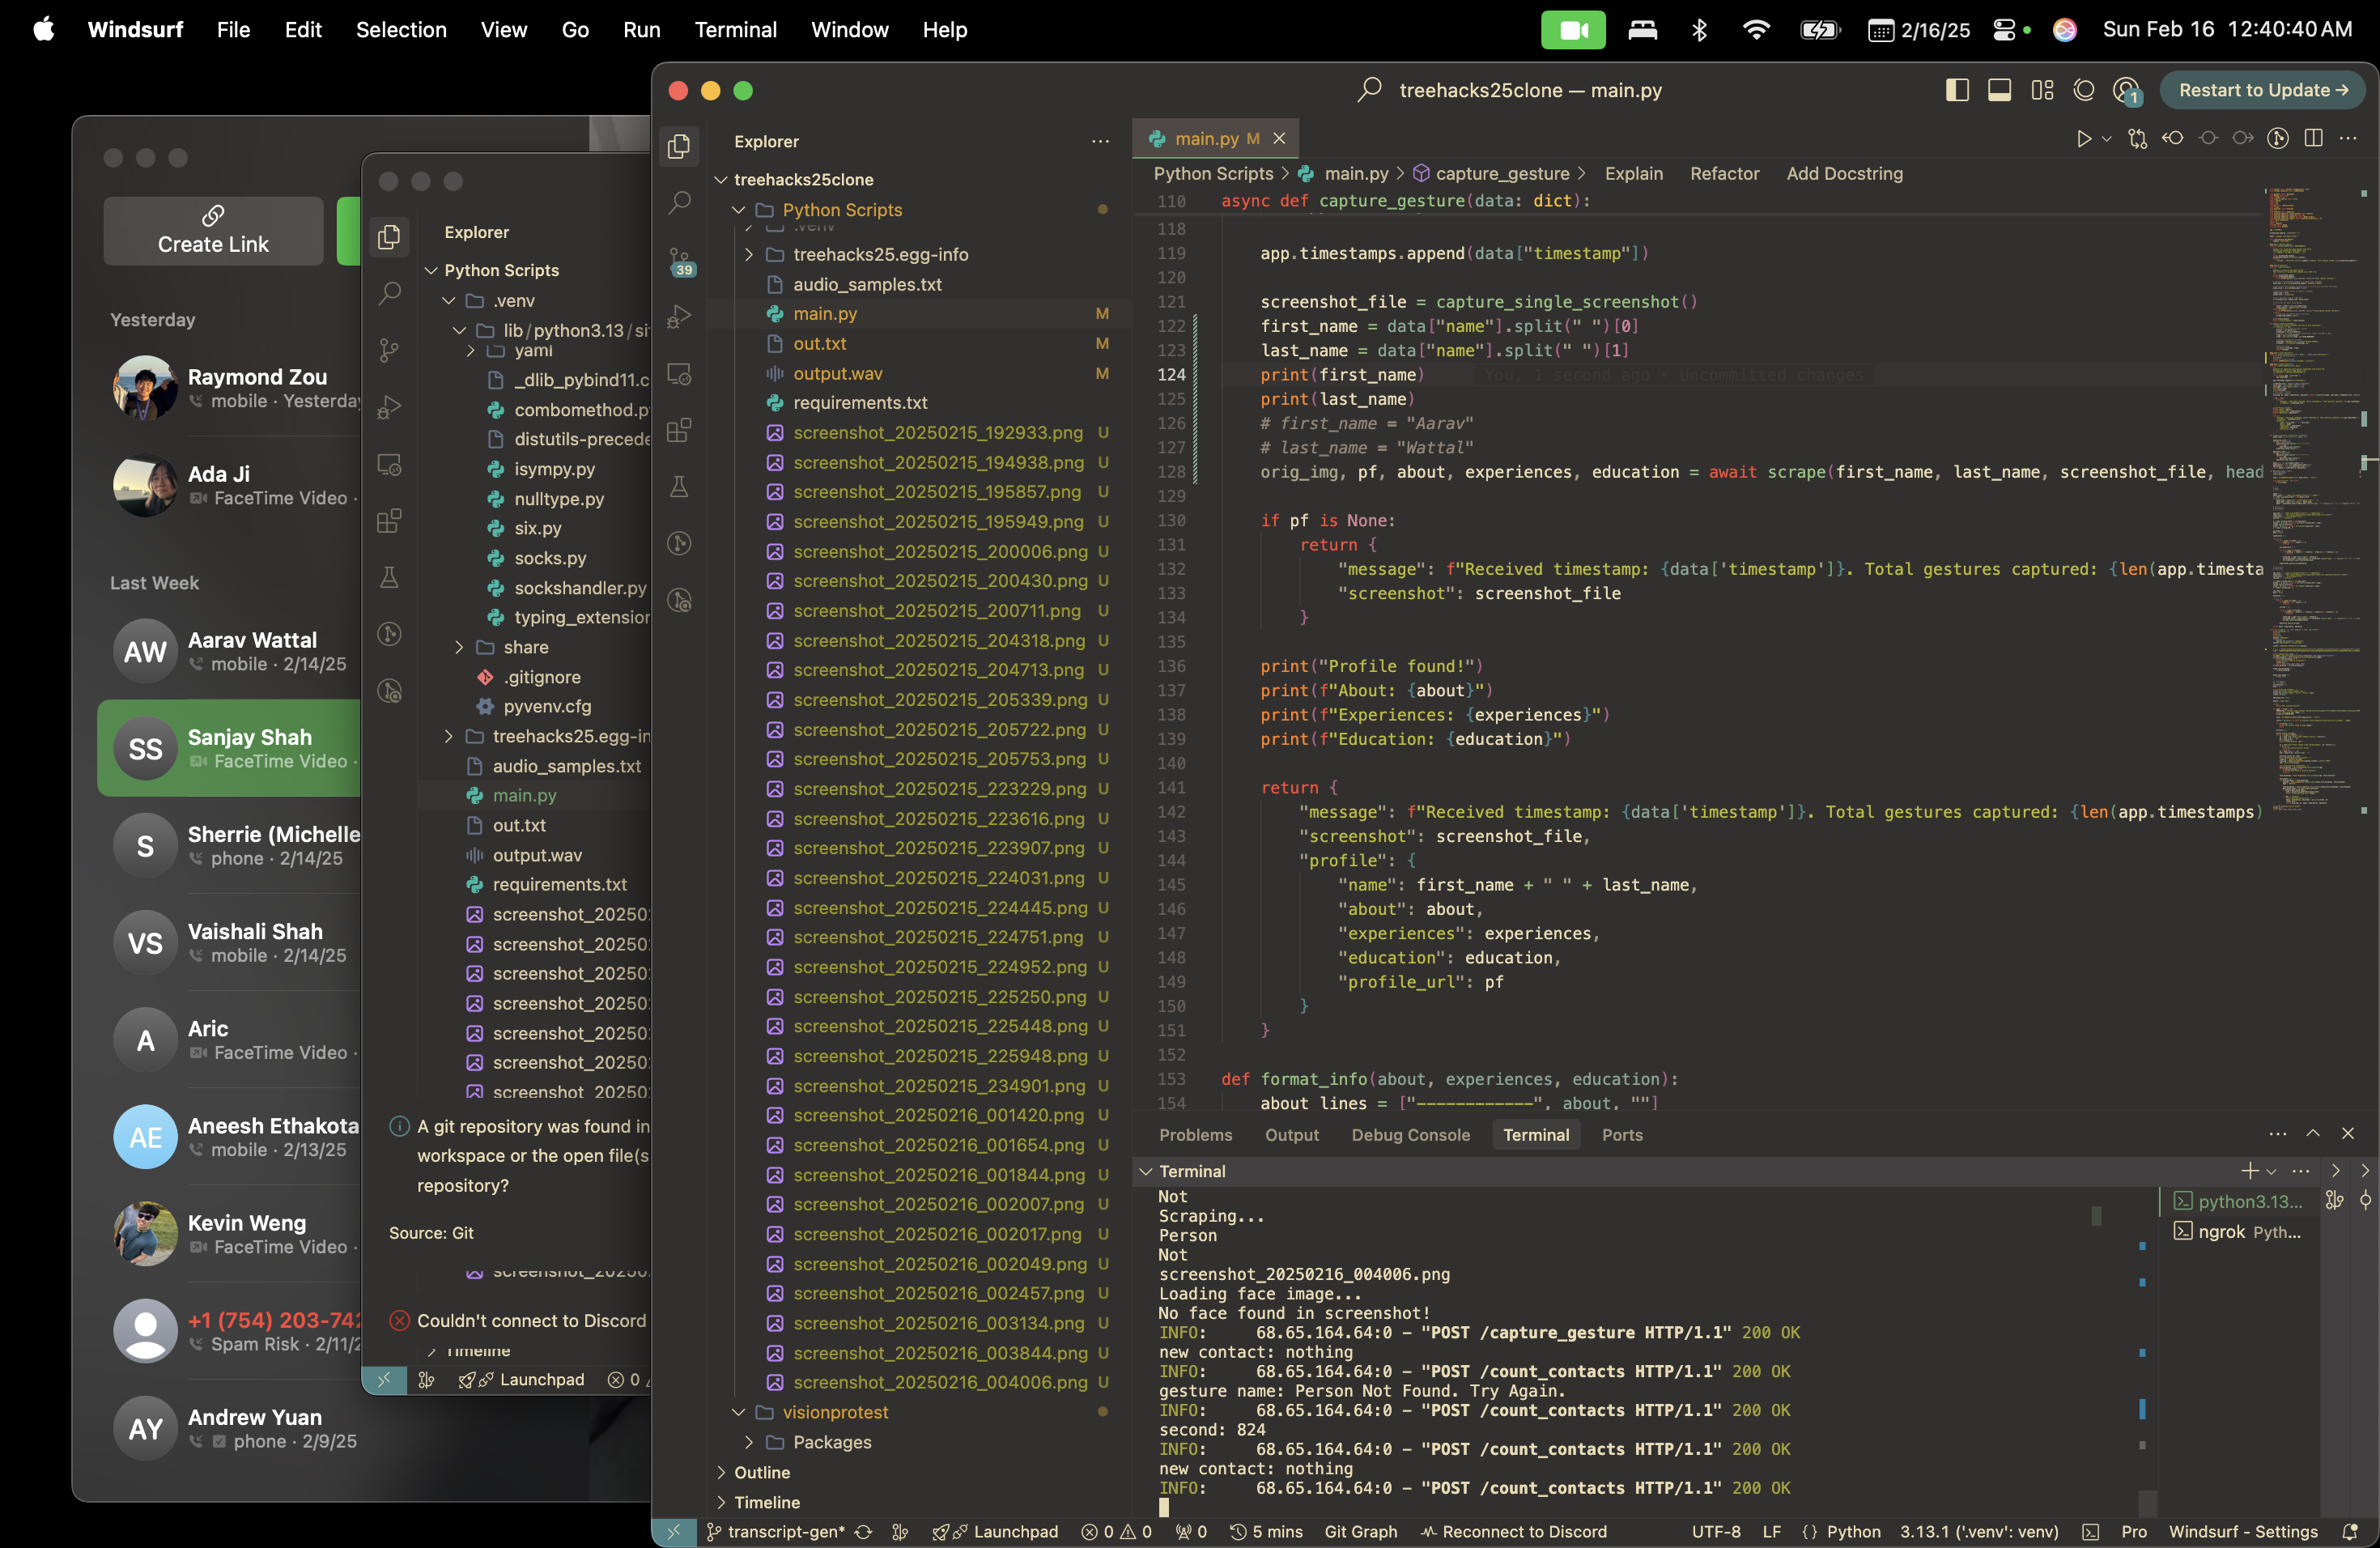 Windsurf File Edit Selection View Go Run Terminal Window Help
2/16/25 Sun Feb 16 12:40:40 AM
Create Link
Yesterday
Raymond Zou
mobile · Yesterday
Ada Ji
FaceTime Video ·
Last Week
AW
Aarav Wattal
mobile · 2/14/25
SS
Sanjay Shah
FaceTime Video ·
S
Sherrie (Michelle
phone · 2/14/25
VS
Vaishali Shah
mobile · 2/14/25
A
Aric
FaceTime Video ·
AE
Aneesh Ethakota
mobile · 2/13/25
Kevin Weng
FaceTime Video ·
+1 (754) 203-742
Spam Risk · 2/11/2
AY
Andrew Yuan
phone · 2/9/25
Explorer
Python Scripts
.venv
lib/python3.13/si
yaml
_dlib_pybind11.c
combomethod.p
distutils-precede
isympy.py
nulltype.py
six.py
socks.py
sockshandler.py
typing_extension
share
.gitignore
pyvenv.cfg
treehacks25.egg-in
audio_samples.txt
main.py
out.txt
output.wav
requirements.txt
screenshot_20250
screenshot_20250
screenshot_20250
screenshot_20250
screenshot_20250
screenshot_20250
screenshot_20250
A git repository was found in
workspace or the open file(s
repository?
Source: Git
Couldn't connect to Discord
Timeline
Launchpad 0
treehacks25clone — main.py
1
Restart to Update →
39
Explorer
treehacks25clone
Python Scripts
.venv
treehacks25.egg-info
audio_samples.txt
main.py M
out.txt M
output.wav M
requirements.txt
screenshot_20250215_192933.png U
screenshot_20250215_194938.png U
screenshot_20250215_195857.png U
screenshot_20250215_195949.png U
screenshot_20250215_200006.png U
screenshot_20250215_200430.png U
screenshot_20250215_200711.png U
screenshot_20250215_204318.png U
screenshot_20250215_204713.png U
screenshot_20250215_205339.png U
screenshot_20250215_205722.png U
screenshot_20250215_205753.png U
screenshot_20250215_223229.png U
screenshot_20250215_223616.png U
screenshot_20250215_223907.png U
screenshot_20250215_224031.png U
screenshot_20250215_224445.png U
screenshot_20250215_224751.png U
screenshot_20250215_224952.png U
screenshot_20250215_225250.png U
screenshot_20250215_225448.png U
screenshot_20250215_225948.png U
screenshot_20250215_234901.png U
screenshot_20250216_001420.png U
screenshot_20250216_001654.png U
screenshot_20250216_001844.png U
screenshot_20250216_002007.png U
screenshot_20250216_002017.png U
screenshot_20250216_002049.png U
screenshot_20250216_002457.png U
screenshot_20250216_003134.png U
screenshot_20250216_003844.png U
screenshot_20250216_004006.png U
visionprotest
Packages
Outline
Timeline
main.py M
Python Scripts > main.py > capture_gesture > Explain Refactor Add Docstring
110 async def capture_gesture(data: dict):
118
119 app.timestamps.append(data["timestamp"])
120
121 screenshot_file = capture_single_screenshot()
122 first_name = data["name"].split(" ")[0]
123 last_name = data["name"].split(" ")[1]
124 print(first_name) You, 1 second ago • Uncommitted changes
125 print(last_name)
126 # first_name = "Aarav"
127 # last_name = "Wattal"
128 orig_img, pf, about, experiences, education = await scrape(first_name, last_name, screenshot_file, head
129
130 if pf is None:
131 return {
132 "message": f"Received timestamp: {data['timestamp']}. Total gestures captured: {len(app.timesta
133 "screenshot": screenshot_file
134 }
135
136 print("Profile found!")
137 print(f"About: {about}")
138 print(f"Experiences: {experiences}")
139 print(f"Education: {education}")
140
141 return {
142 "message": f"Received timestamp: {data['timestamp']}. Total gestures captured: {len(app.timestamps)
143 "screenshot": screenshot_file,
144 "profile": {
145 "name": first_name + " " + last_name,
146 "about": about,
147 "experiences": experiences,
148 "education": education,
149 "profile_url": pf
150 }
151 }
152
153 def format_info(about, experiences, education):
154 about_lines = ["------------", about, ""]
Problems Output Debug Console Terminal Ports
Terminal
Not
Scraping...
Person
Not
screenshot_20250216_004006.png
Loading face image...
No face found in screenshot!
INFO: 68.65.164.64:0 - "POST /capture_gesture HTTP/1.1" 200 OK
new contact: nothing
INFO: 68.65.164.64:0 - "POST /count_contacts HTTP/1.1" 200 OK
gesture name: Person Not Found. Try Again.
INFO: 68.65.164.64:0 - "POST /count_contacts HTTP/1.1" 200 OK
second: 824
INFO: 68.65.164.64:0 - "POST /count_contacts HTTP/1.1" 200 OK
new contact: nothing
INFO: 68.65.164.64:0 - "POST /count_contacts HTTP/1.1" 200 OK
python3.13...
ngrok Pyth...
transcript-gen* Launchpad 0 0 0 5 mins Git Graph Reconnect to Discord UTF-8 LF {} Python 3.13.1 ('.venv': venv) Pro Windsurf - Settings